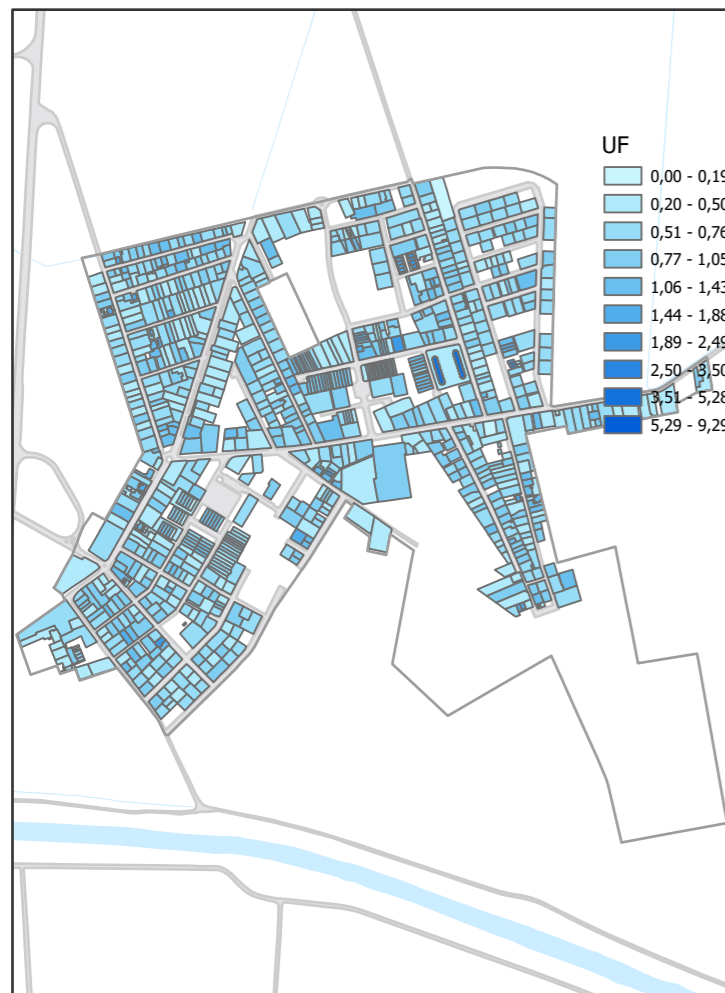 UF
0,00 - 0,19
0,20 - 0,50
0,51 - 0,76
0,77 - 1,05
1,06 - 1,43
1,44 - 1,88
1,89 - 2,49
2,50 - 3,50
3,51 - 5,28
5,29 - 9,29